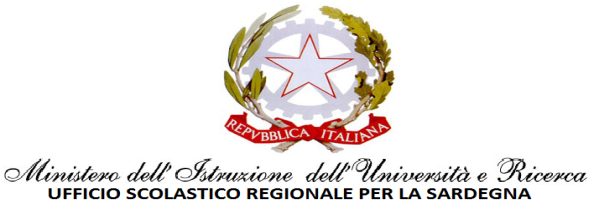 REPVBBLICA ITALIANA
Ministero dell'Istruzione dell'Università e Ricerca
UFFICIO SCOLASTICO REGIONALE PER LA SARDEGNA